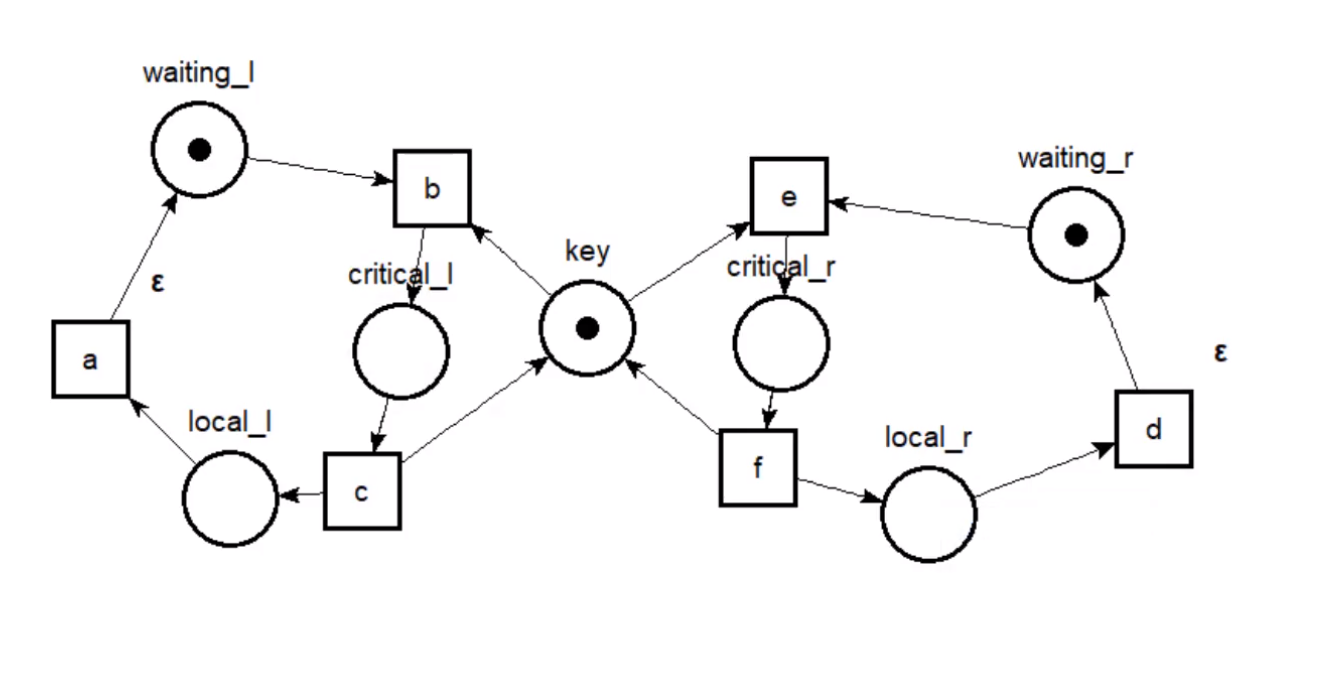 waiting_l
waiting_r
b
e
key
critical_l
critical_r
ε
a
ε
local_l
local_r
d
f
c